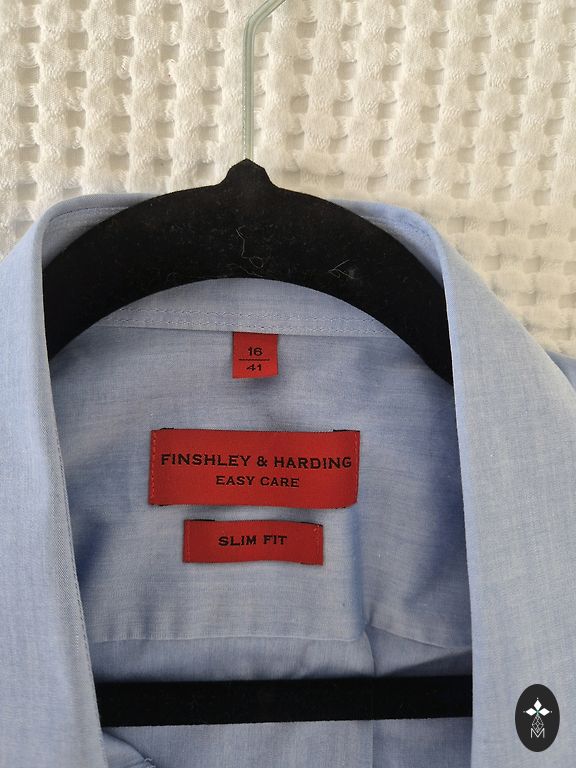 16
41
FINSHLEY & HARDING
EASY CARE
SLIM FIT